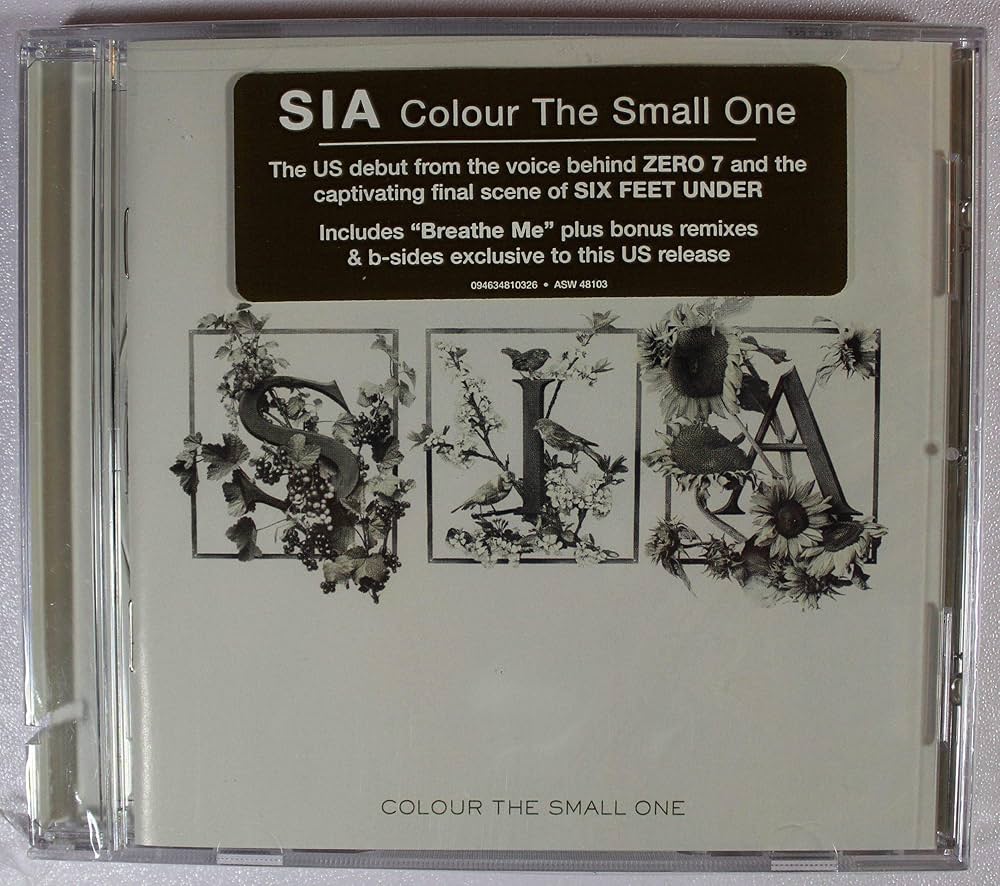 SIA Colour The Small One
The US debut from the voice behind ZERO 7 and the
captivating final scene of SIX FEET UNDER
Includes “Breathe Me” plus bonus remixes
& b-sides exclusive to this US release
094634810326 • ASW 48103
SIA
COLOUR THE SMALL ONE